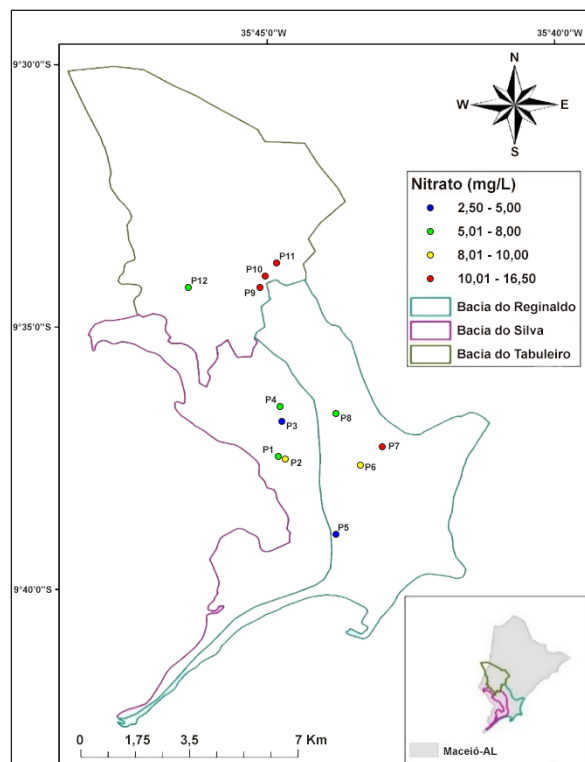 35°45'0"W
35°40'0"W
9°30'0"S
N
W E
S
Nitrato (mg/L)
2,50 - 5,00
5,01 - 8,00
8,01 - 10,00
10,01 - 16,50
Bacia do Reginaldo
Bacia do Silva
Bacia do Tabuleiro
P11
P10
P12
P9
9°35'0"S
P4
P8
P3
P7
P1
P2
P6
P5
9°40'0"S
0 1,75 3,5 7 Km
Maceió-AL